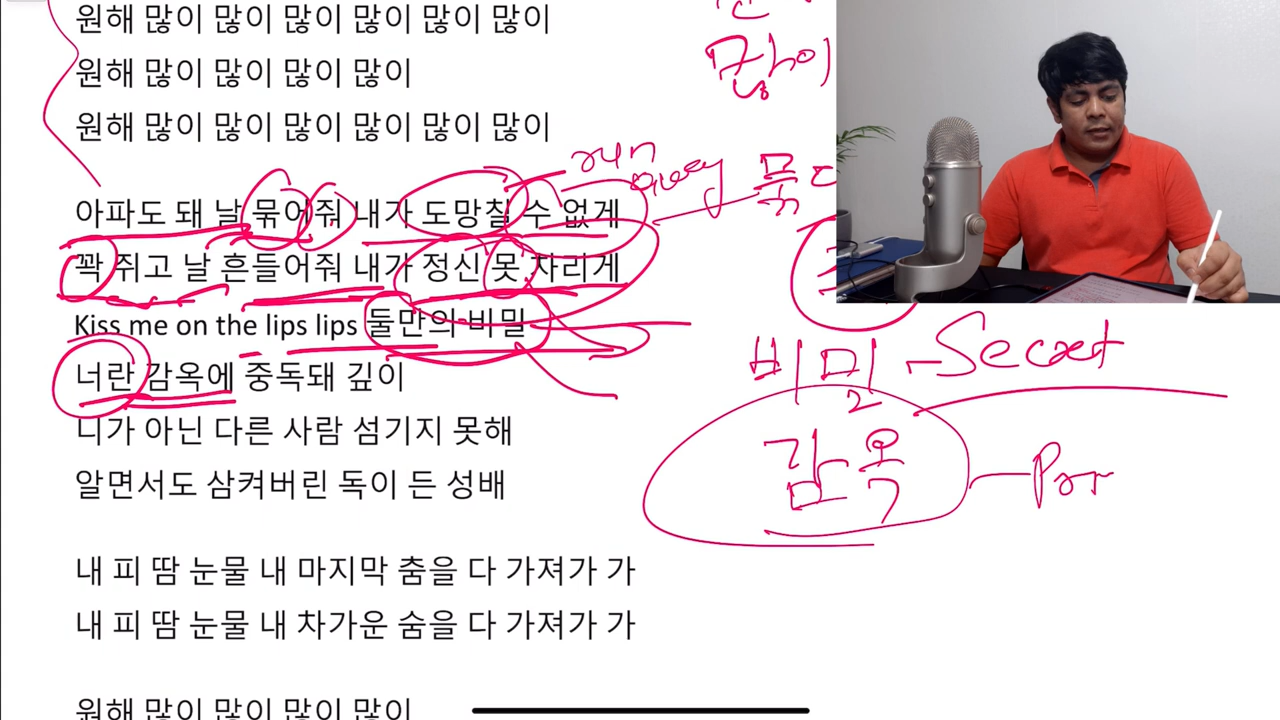 원해 많이 많이 많이 많이 많이 많이
원해 많이 많이 많이 많이
원해 많이 많이 많이 많이 많이 많이
많이
아파도 돼 날 묶어줘 내가 도망칠 수 없게
run away
꽉 쥐고 날 흔들어줘 내가 정신 못 차리게
Kiss me on the lips lips 둘만의 비밀
비밀 - Secret
너란 감옥에 중독돼 깊이
니가 아닌 다른 사람 섬기지 못해
감옥
알면서도 삼켜버린 독이 든 성배
내 피 땀 눈물 내 마지막 춤을 다 가져가 가
내 피 땀 눈물 내 차가운 숨을 다 가져가 가
원해 많이 많이 많이 많이